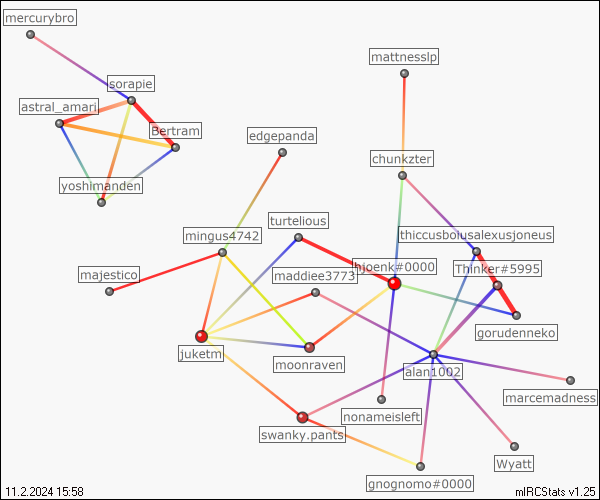 mercurybro
mattnesslp
sorapie
astral_amari
Bertram
edgepanda
chunkzter
yoshimanden
turtelious
mingus4742
thiccusboiusalexusjoneus
hjoenk#0000
Thinker#5995
majestico
maddiee3773
gorudenneko
juketm
moonraven
alan1002
marcemadness
nonameisleft
swanky.pants
Wyatt
gnognomo#0000
11.2.2024 15:58
mIRCStats v1.25